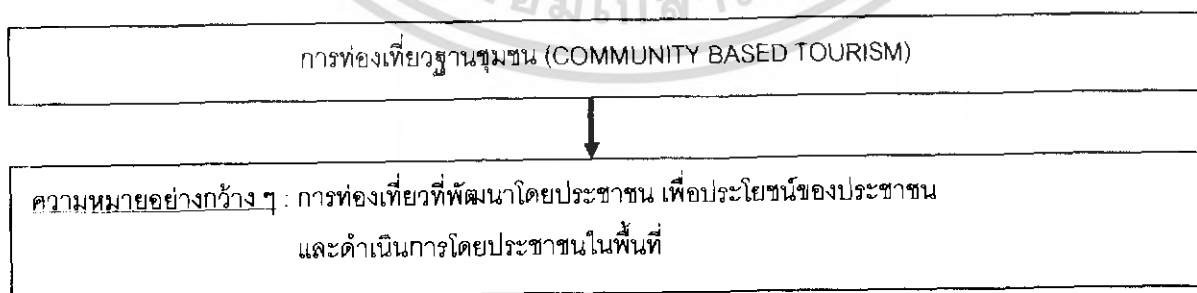 การท่องเที่ยวฐานชุมชน (COMMUNITY BASED TOURISM)
ความหมายอย่างกว้าง ๆ : การท่องเที่ยวที่พัฒนาโดยประชาชน เพื่อประโยชน์ของประชาชน
และดำเนินการโดยประชาชนในพื้นที่